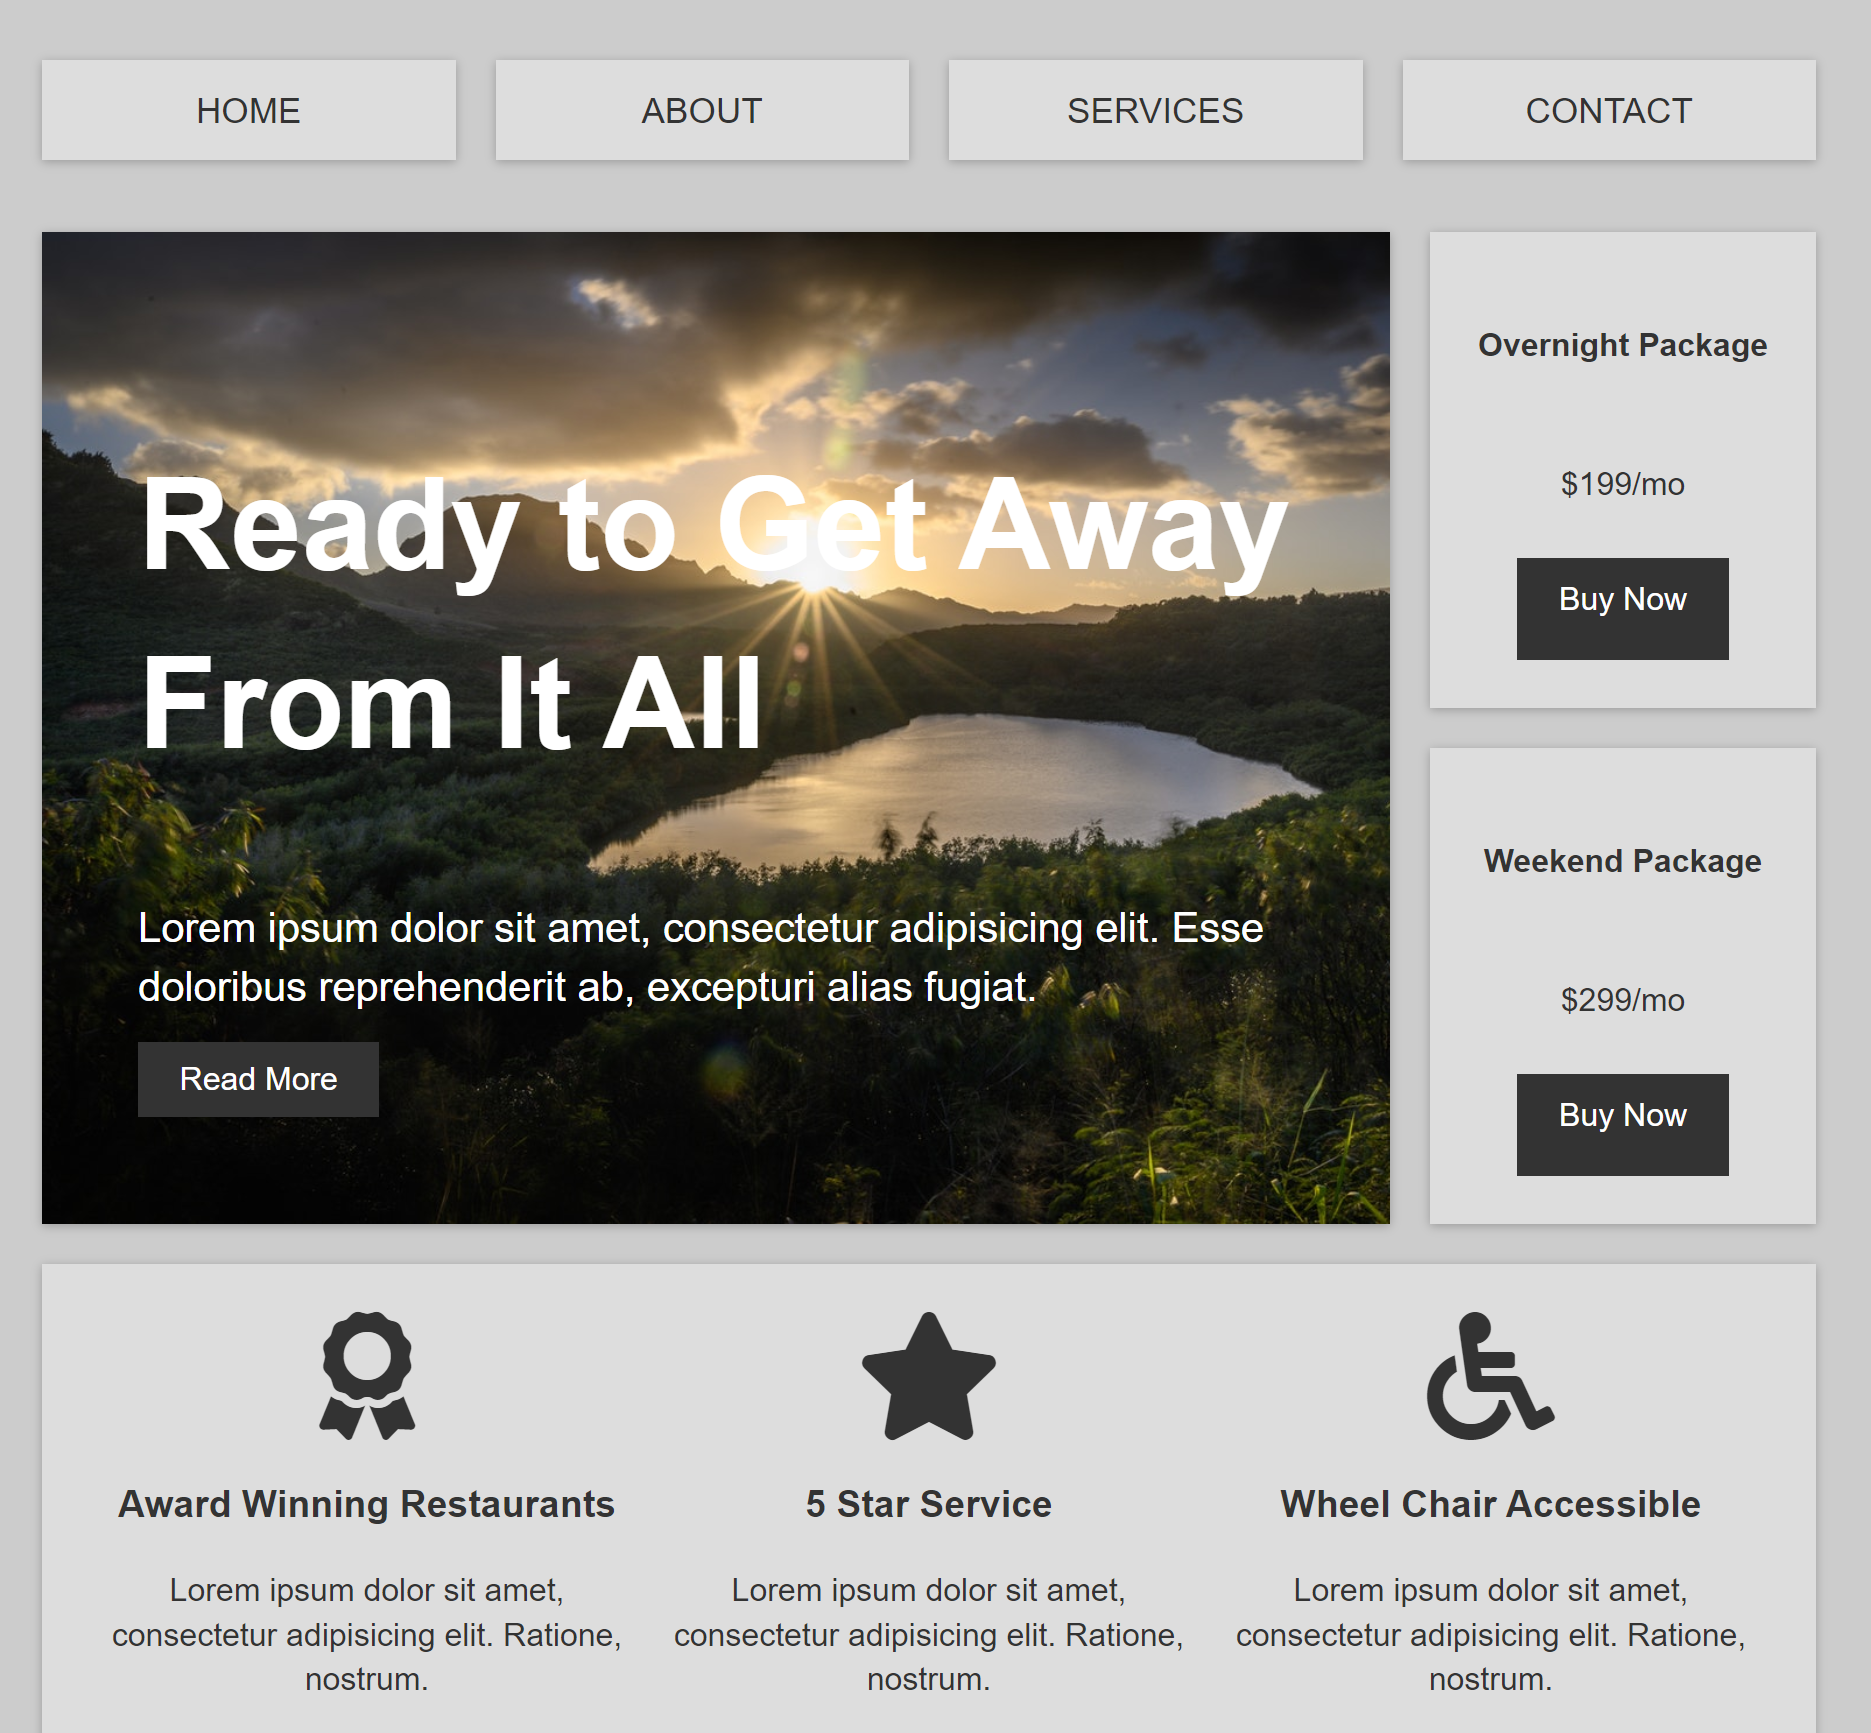 HOME
ABOUT
SERVICES
CONTACT
Ready to Get Away
From It All
Lorem ipsum dolor sit amet, consectetur adipisicing elit. Esse
doloribus reprehenderit ab, excepturi alias fugiat.
Read More
Overnight Package
$199/mo
Buy Now
Weekend Package
$299/mo
Buy Now
Award Winning Restaurants
Lorem ipsum dolor sit amet,
consectetur adipisicing elit. Ratione,
nostrum.
5 Star Service
Lorem ipsum dolor sit amet,
consectetur adipisicing elit. Ratione,
nostrum.
Wheel Chair Accessible
Lorem ipsum dolor sit amet,
consectetur adipisicing elit. Ratione,
nostrum.